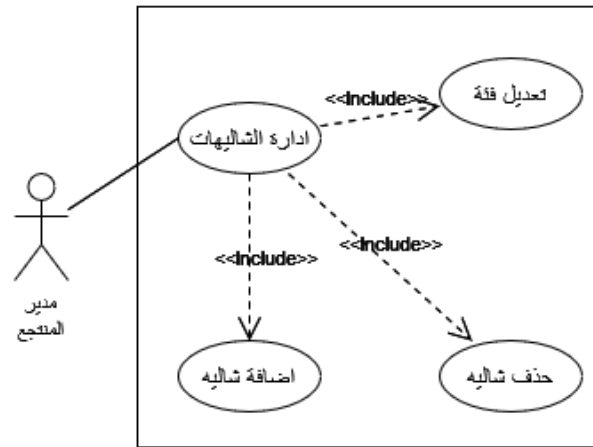 تعديل فئة
<<Include>>
ادارة الشاليهات
<<Include>>
<<Include>>
مدير
المنتجع
اضافة شاليه
حذف شاليه